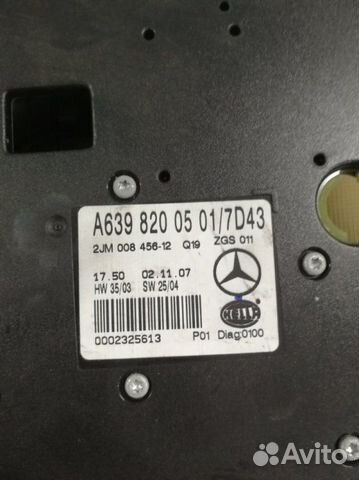 A639 820 05 01/7D43
2JM 008 456-12 Q19 ZGS 011
17.50 02.11.07
HW 35/03 SW 25/04
HELLA
0002325613 P01 Diag:0100
Avito